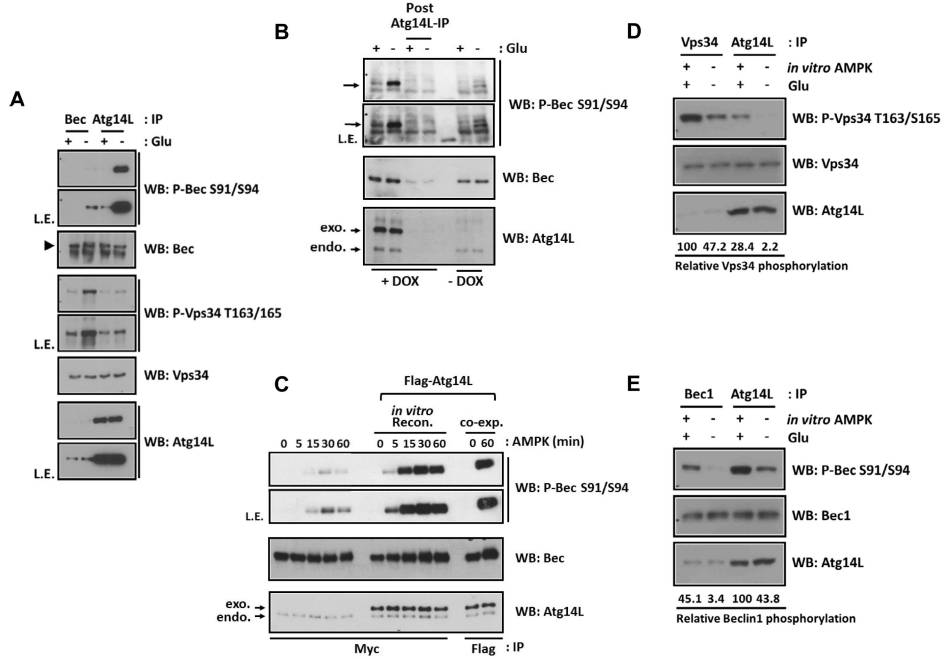 A
Bec Atg14L : IP
+ - + - : Glu
WB: P-Bec S91/S94
L.E.
WB: Bec
WB: P-Vps34 T163/165
L.E.
WB: Vps34
WB: Atg14L
L.E.
B
Post
Atg14L-IP
+ - + - + - : Glu
WB: P-Bec S91/S94
L.E.
WB: Bec
exo.
endo.
WB: Atg14L
+ DOX - DOX
C
Flag-Atg14L
in vitro
Recon. co-exp.
0 5 15 30 60 0 5 15 30 60 0 60 : AMPK (min)
WB: P-Bec S91/S94
L.E.
WB: Bec
exo.
endo.
WB: Atg14L
Myc Flag : IP
D
Vps34 Atg14L : IP
+ - + - in vitro AMPK
+ - + - Glu
WB: P-Vps34 T163/S165
WB: Vps34
WB: Atg14L
100 47.2 28.4 2.2
Relative Vps34 phosphorylation
E
Bec1 Atg14L : IP
+ - + - in vitro AMPK
+ - + - Glu
WB: P-Bec S91/S94
WB: Bec1
WB: Atg14L
45.1 3.4 100 43.8
Relative Beclin1 phosphorylation